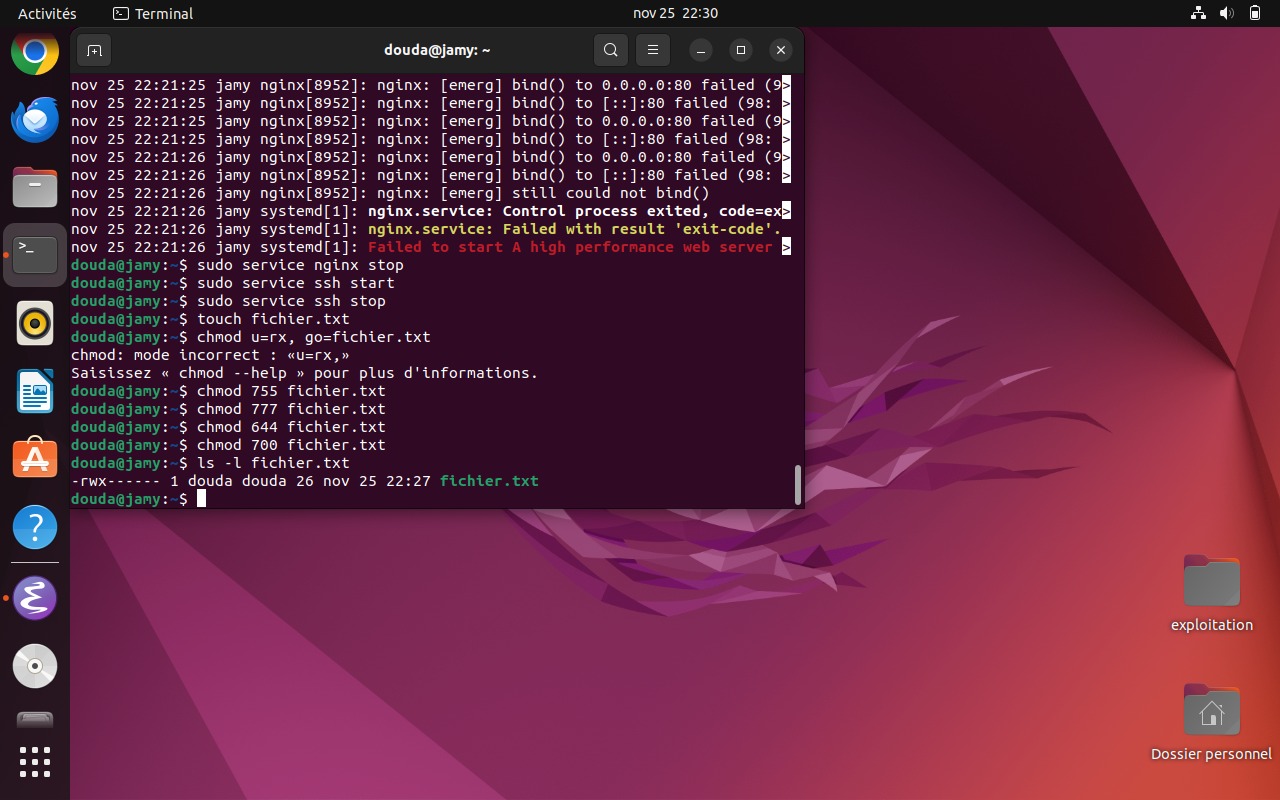 Activités
Terminal
nov 25 22:30
douda@jamy: ~
nov 25 22:21:25 jamy nginx[8952]: nginx: [emerg] bind() to 0.0.0.0:80 failed (9>
nov 25 22:21:25 jamy nginx[8952]: nginx: [emerg] bind() to [::]:80 failed (98: >
nov 25 22:21:25 jamy nginx[8952]: nginx: [emerg] bind() to 0.0.0.0:80 failed (9>
nov 25 22:21:25 jamy nginx[8952]: nginx: [emerg] bind() to [::]:80 failed (98: >
nov 25 22:21:26 jamy nginx[8952]: nginx: [emerg] bind() to 0.0.0.0:80 failed (9>
nov 25 22:21:26 jamy nginx[8952]: nginx: [emerg] bind() to [::]:80 failed (98: >
nov 25 22:21:26 jamy nginx[8952]: nginx: [emerg] still could not bind()
nov 25 22:21:26 jamy systemd[1]: nginx.service: Control process exited, code=ex>
nov 25 22:21:26 jamy systemd[1]: nginx.service: Failed with result 'exit-code'.
nov 25 22:21:26 jamy systemd[1]: Failed to start A high performance web server >
douda@jamy:~$ sudo service nginx stop
douda@jamy:~$ sudo service ssh start
douda@jamy:~$ sudo service ssh stop
douda@jamy:~$ touch fichier.txt
douda@jamy:~$ chmod u=rx, go=fichier.txt
chmod: mode incorrect : «u=rx,»
Saisissez « chmod --help » pour plus d'informations.
douda@jamy:~$ chmod 755 fichier.txt
douda@jamy:~$ chmod 777 fichier.txt
douda@jamy:~$ chmod 644 fichier.txt
douda@jamy:~$ chmod 700 fichier.txt
douda@jamy:~$ ls -l fichier.txt
-rwx------ 1 douda douda 26 nov 25 22:27 fichier.txt
douda@jamy:~$
exploitation
Dossier personnel